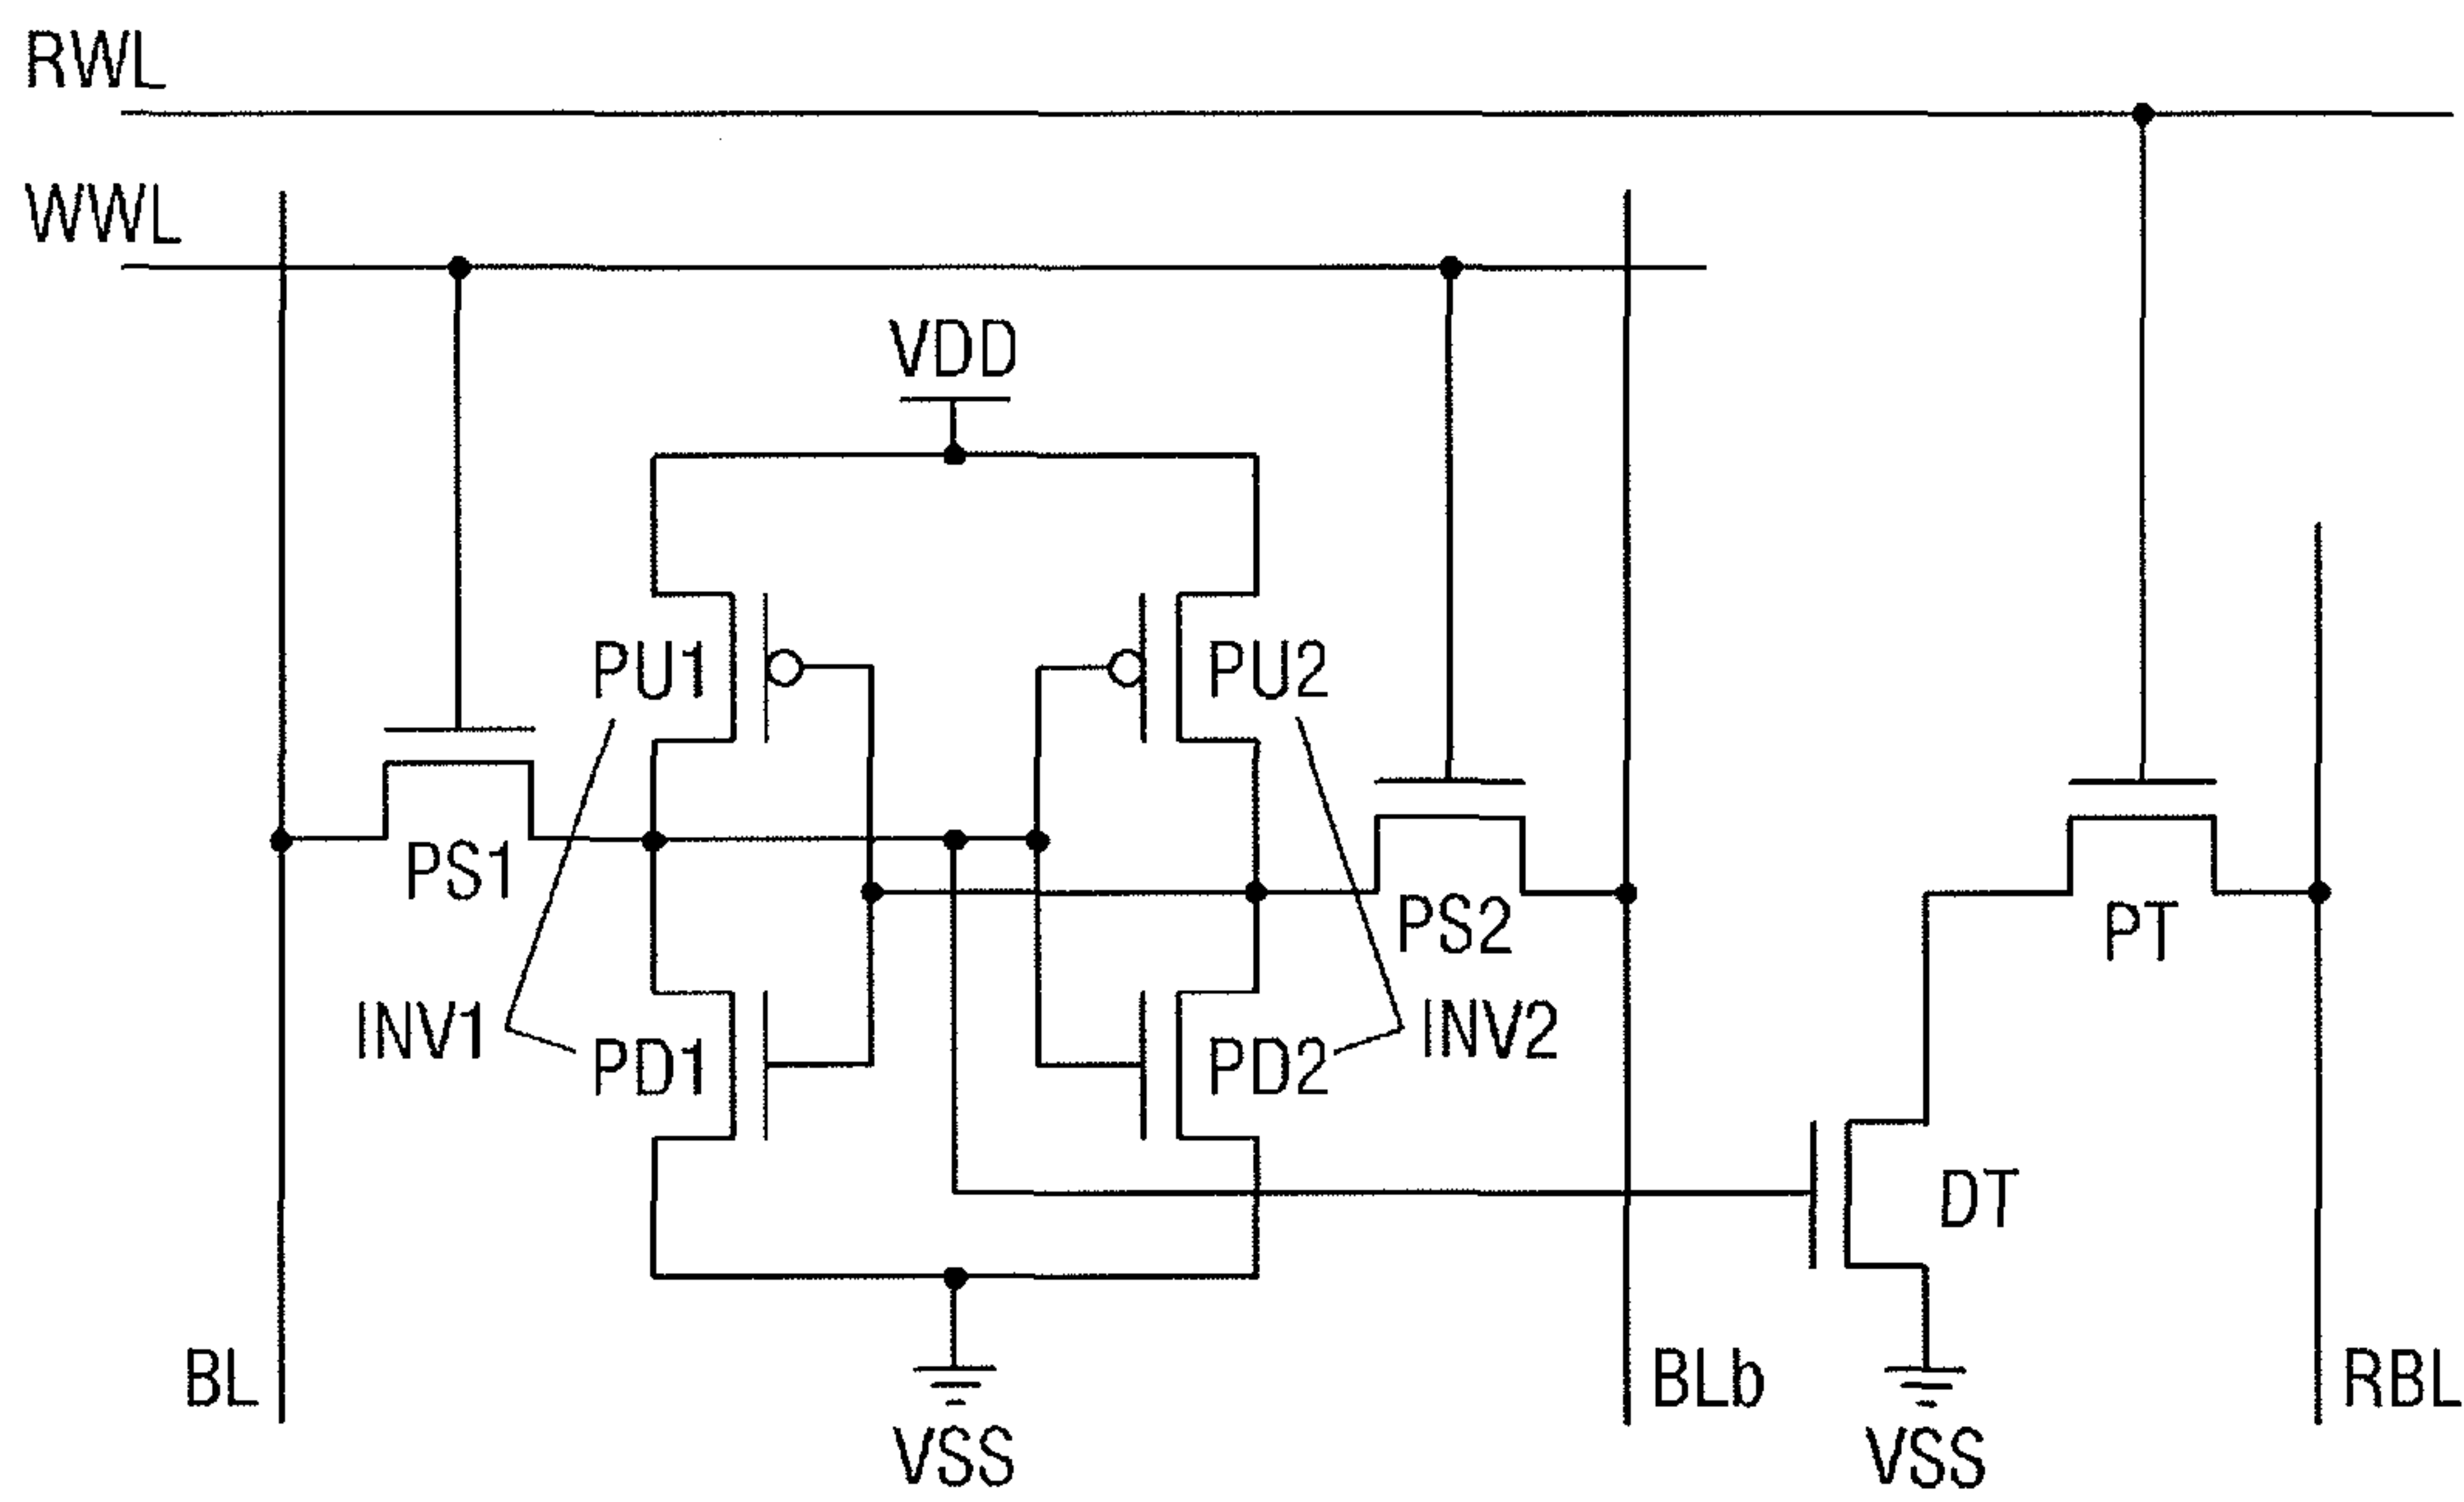 RWL
WWL
VDD
PU1
PU2
PS1
PS2
PT
INV1
PD1
PD2
INV2
DT
BL
BLb
RBL
VSS
VSS